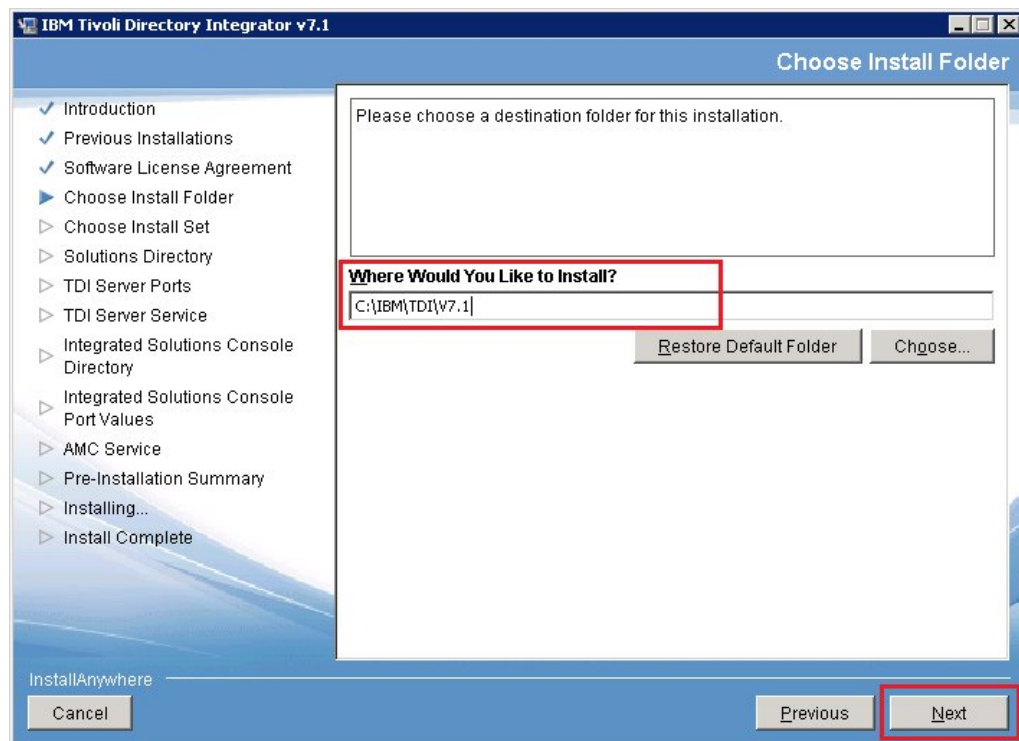 IBM Tivoli Directory Integrator v7.1
Choose Install Folder
Introduction
Previous Installations
Software License Agreement
Choose Install Folder
Choose Install Set
Solutions Directory
TDI Server Ports
TDI Server Service
Integrated Solutions Console
Directory
Integrated Solutions Console
Port Values
AMC Service
Pre-Installation Summary
Installing...
Install Complete
Please choose a destination folder for this installation.
Where Would You Like to Install?
C:\IBM\TDI\V7.1
Restore Default Folder
Choose...
InstallAnywhere
Cancel
Previous
Next